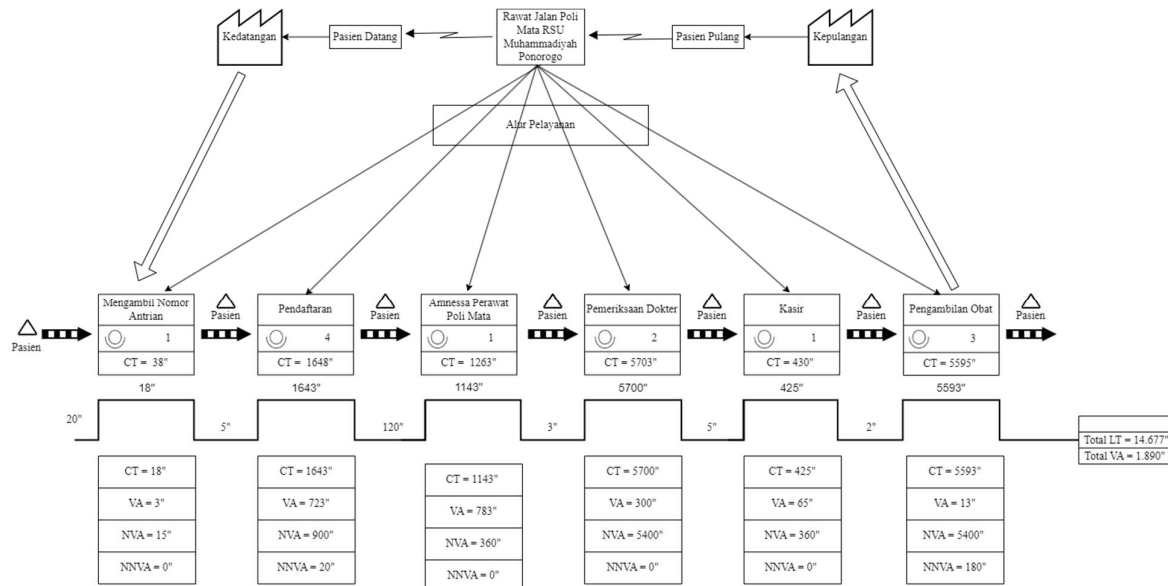 Kedatangan
Pasien Datang
Rawat Jalan Poli
Mata RSU
Muhammadiyah
Ponorogo
Pasien Pulang
Kepulangan
Alur Pelayanan
Pasien
Mengambil Nomor
Antrian
1
CT = 38"
Pasien
Pendaftaran
4
CT = 1648"
Pasien
Amnessa Perawat
Poli Mata
1
CT = 1263"
Pasien
Pemeriksaan Dokter
2
CT = 5703"
Pasien
Kasir
1
CT = 430"
Pasien
Pengambilan Obat
3
CT = 5595"
Pasien
20"
18"
5"
1643"
120"
1143"
3"
5700"
5"
425"
2"
5593"
Total LT = 14.677"
Total VA = 1.890"
CT = 18"
VA = 3"
NVA = 15"
NNVA = 0"
CT = 1643"
VA = 723"
NVA = 900"
NNVA = 20"
CT = 1143"
VA = 783"
NVA = 360"
NNVA = 0"
CT = 5700"
VA = 300"
NVA = 5400"
NNVA = 0"
CT = 425"
VA = 65"
NVA = 360"
NNVA = 0"
CT = 5593"
VA = 13"
NVA = 5400"
NNVA = 180"